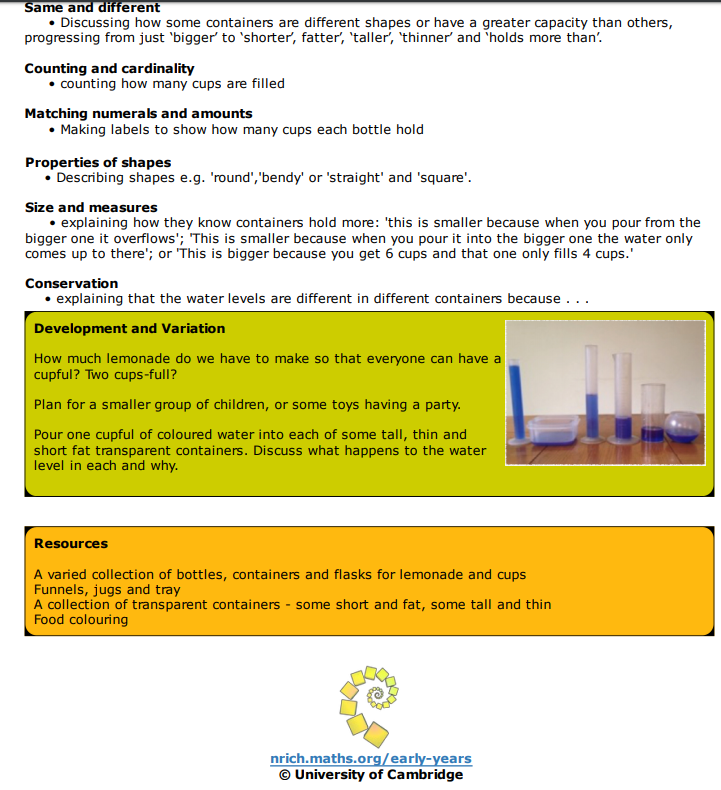 Same and different
• Discussing how some containers are different shapes or have a greater capacity than others,
progressing from just ‘bigger’ to ‘shorter’, fatter’, ‘taller’, ‘thinner’ and ‘holds more than’.
Counting and cardinality
• counting how many cups are filled
Matching numerals and amounts
• Making labels to show how many cups each bottle hold
Properties of shapes
• Describing shapes e.g. 'round','bendy' or 'straight' and 'square'.
Size and measures
• explaining how they know containers hold more: 'this is smaller because when you pour from the
bigger one it overflows'; 'This is smaller because when you pour it into the bigger one the water only
comes up to there'; or 'This is bigger because you get 6 cups and that one only fills 4 cups.'
Conservation
• explaining that the water levels are different in different containers because . . .
Development and Variation
How much lemonade do we have to make so that everyone can have a
cupful? Two cups-full?
Plan for a smaller group of children, or some toys having a party.
Pour one cupful of coloured water into each of some tall, thin and
short fat transparent containers. Discuss what happens to the water
level in each and why.
Resources
A varied collection of bottles, containers and flasks for lemonade and cups
Funnels, jugs and tray
A collection of transparent containers - some short and fat, some tall and thin
Food colouring
nrich.maths.org/early-years
© University of Cambridge